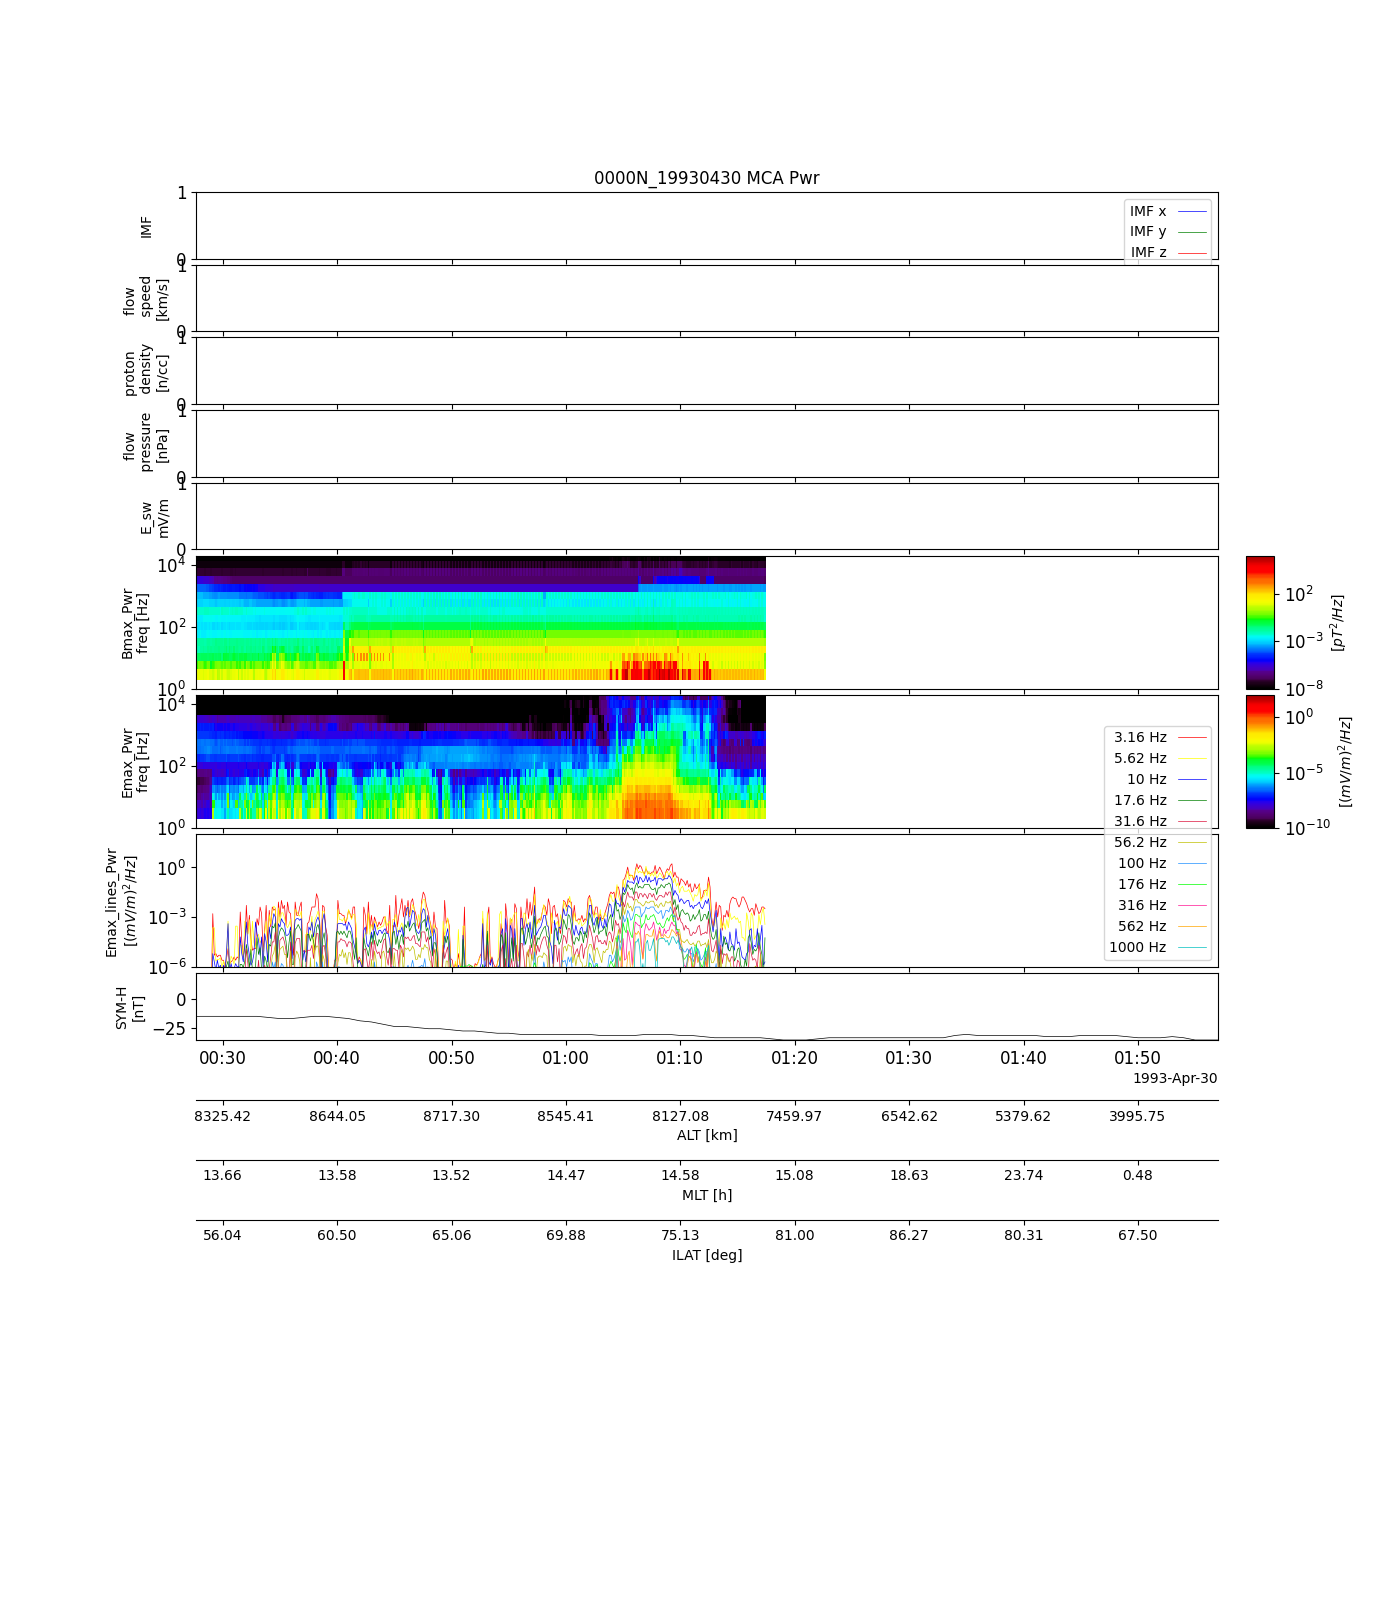 0000N_19930430 MCA Pwr
1
IMF
0
IMF x
IMF y
IMF z
1
flow
speed
[km/s]
0
1
proton
density
[n/cc]
0
1
flow
pressure
[nPa]
0
1
E_sw
mV/m
0
10^4
10^2
10^0
Bmax_Pwr
freq [Hz]
10^2
10^-3
10^-8
[pT^2/Hz]
10^4
10^2
10^0
Emax_Pwr
freq [Hz]
10^0
10^-5
10^-10
[(mV/m)^2/Hz]
3.16 Hz
5.62 Hz
10 Hz
17.6 Hz
31.6 Hz
56.2 Hz
100 Hz
176 Hz
316 Hz
562 Hz
1000 Hz
10^0
10^-3
10^-6
Emax_lines_Pwr
[(mV/m)^2/Hz]
0
−25
SYM-H
[nT]
00:30 00:40 00:50 01:00 01:10 01:20 01:30 01:40 01:50
1993-Apr-30
8325.42 8644.05 8717.30 8545.41 8127.08 7459.97 6542.62 5379.62 3995.75
ALT [km]
13.66 13.58 13.52 14.47 14.58 15.08 18.63 23.74 0.48
MLT [h]
56.04 60.50 65.06 69.88 75.13 81.00 86.27 80.31 67.50
ILAT [deg]